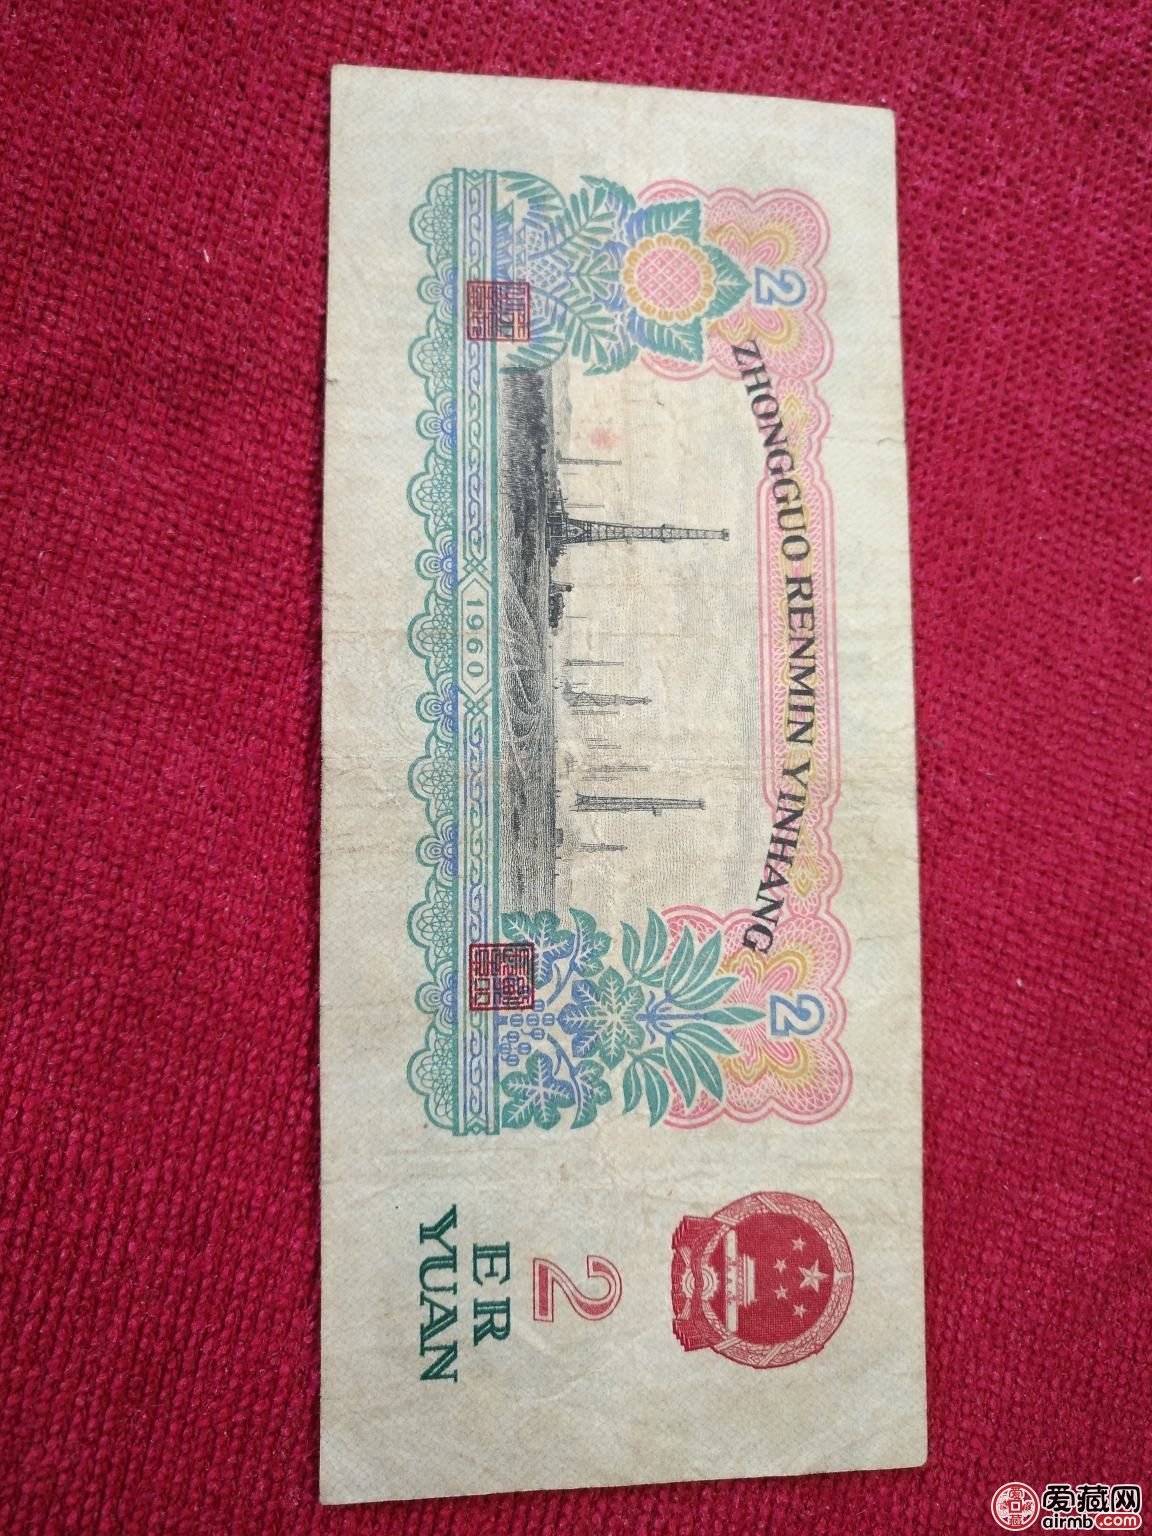 ZHONGGUO RENMIN YINHANG
2
2
1960
2
ER
YUAN
爱藏网
airmb.com